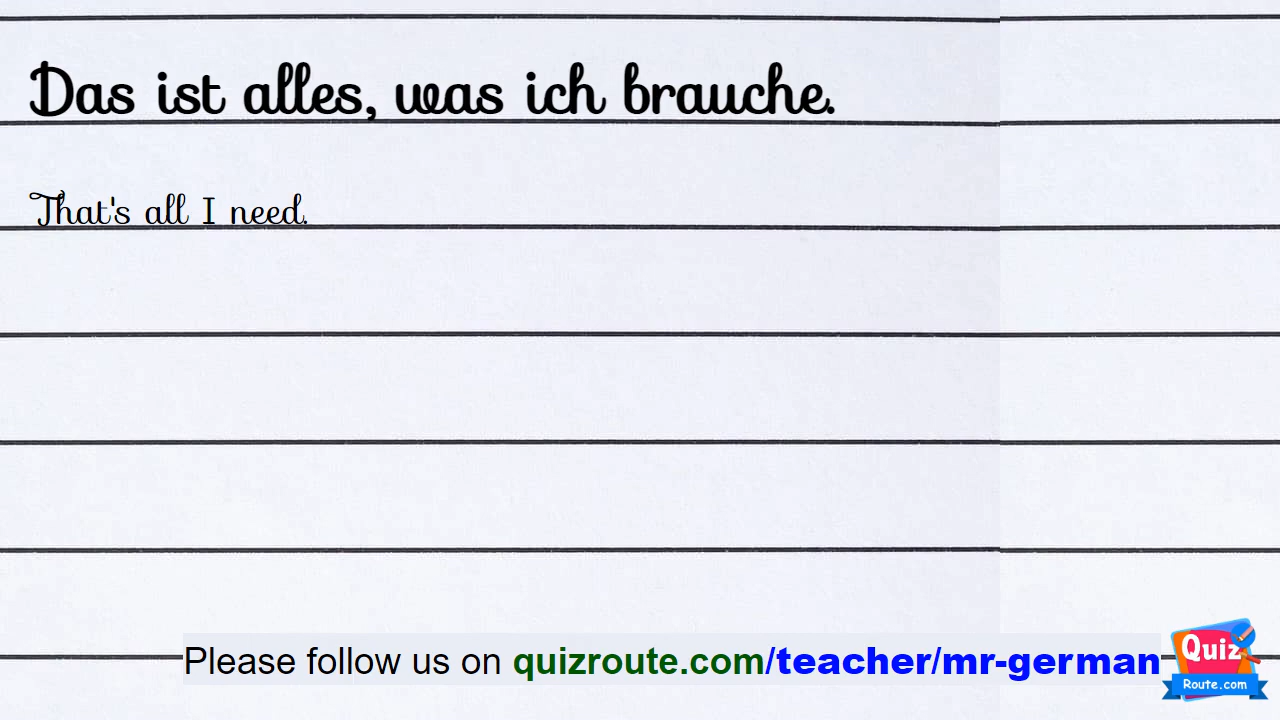 Das ist alles, was ich brauche.
That's all I need.
Please follow us on quizroute.com/teacher/mr-german
Quiz
Route.com